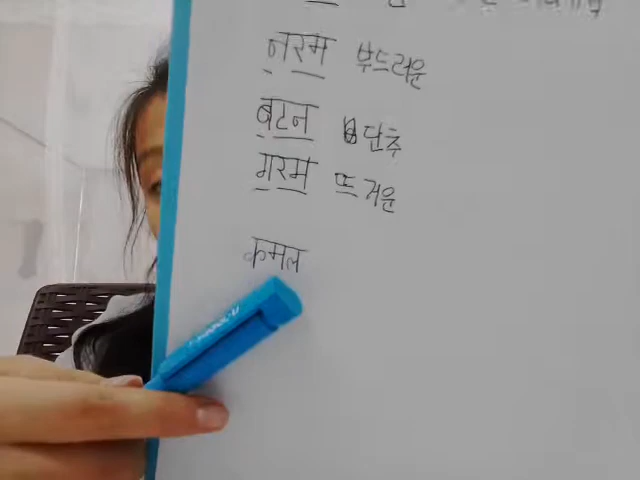 नरम 부드러운
बटन 단추
गरम 뜨거운
कमल